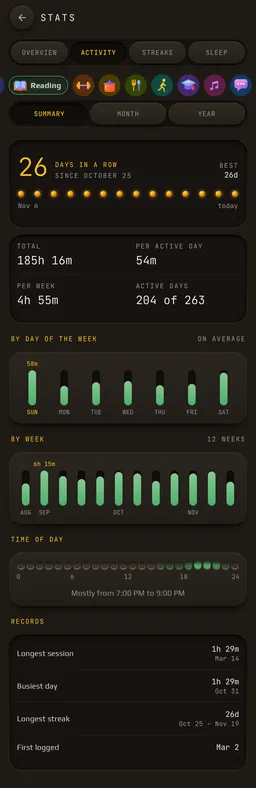 STATS
OVERVIEW
ACTIVITY
STREAKS
SLEEP
Reading
SUMMARY
MONTH
YEAR
26
DAYS IN A ROW
SINCE OCTOBER 25
BEST
26d
Nov 6
today
TOTAL
PER ACTIVE DAY
185h 16m
54m
PER WEEK
ACTIVE DAYS
4h 55m
204 of 263
BY DAY OF THE WEEK
ON AVERAGE
58m
SUN
MON
TUE
WED
THU
FRI
SAT
BY WEEK
12 WEEKS
6h 15m
AUG
SEP
OCT
NOV
TIME OF DAY
0
6
12
18
24
Mostly from 7:00 PM to 9:00 PM
RECORDS
Longest session
1h 29m
Mar 14
Busiest day
1h 29m
Oct 31
Longest streak
26d
Oct 25 – Nov 19
First logged
Mar 2